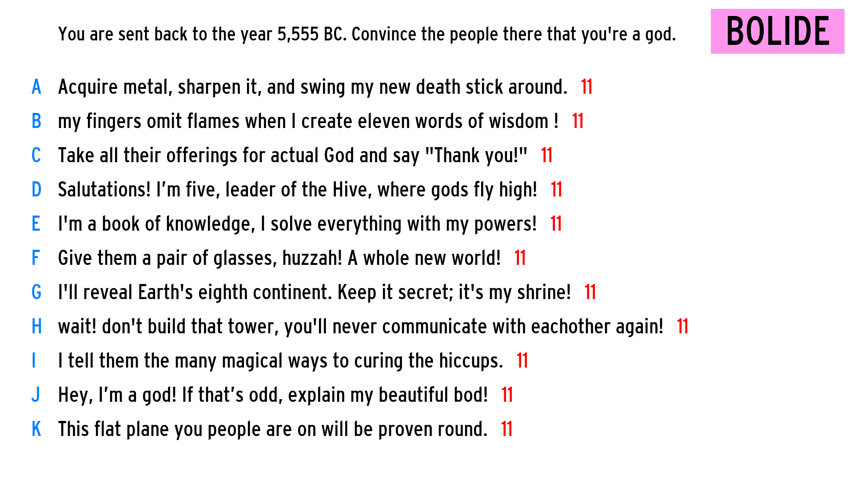 You are sent back to the year 5,555 BC. Convince the people there that you're a god.
BOLIDE
A Acquire metal, sharpen it, and swing my new death stick around. 11
B my fingers omit flames when I create eleven words of wisdom ! 11
C Take all their offerings for actual God and say "Thank you!" 11
D Salutations! I’m five, leader of the Hive, where gods fly high! 11
E I'm a book of knowledge, I solve everything with my powers! 11
F Give them a pair of glasses, huzzah! A whole new world! 11
G I'll reveal Earth's eighth continent. Keep it secret; it's my shrine! 11
H wait! don't build that tower, you'll never communicate with eachother again! 11
I I tell them the many magical ways to curing the hiccups. 11
J Hey, I’m a god! If that’s odd, explain my beautiful bod! 11
K This flat plane you people are on will be proven round. 11